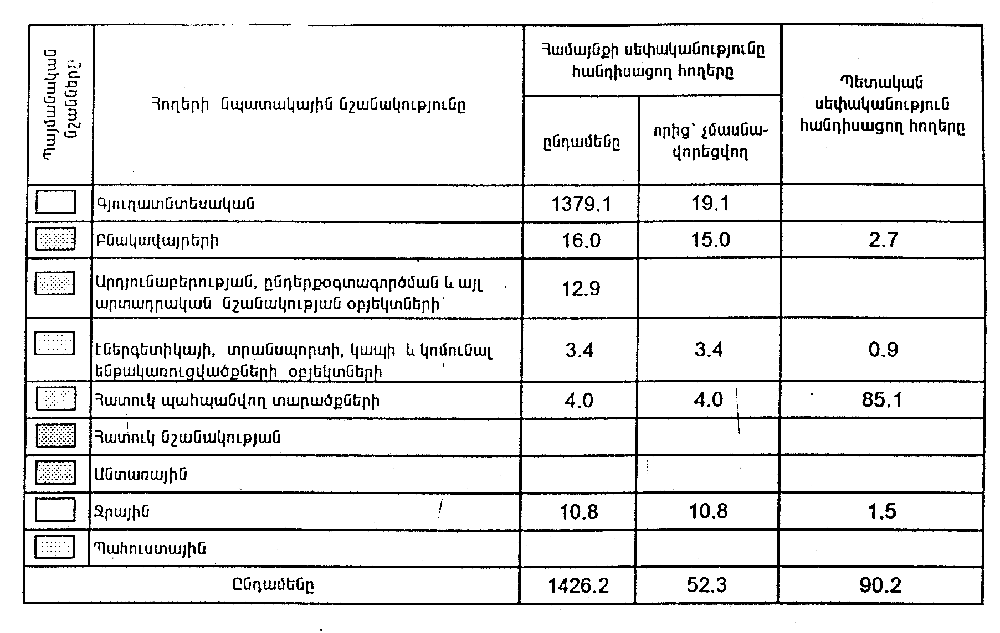 Պայմանական
նշանները
Հողերի նպատակային նշանակությունը
Համայնքի սեփականությունը
հանդիսացող հողերը
ընդամենը
որից՝ չմասնա-
վորեցվող
Պետական
սեփականություն
հանդիսացող հողերը
Գյուղատնտեսական 1379.1 19.1
Բնակավայրերի 16.0 15.0 2.7
Արդյունաբերության, ընդերքօգտագործման և այլ
արտադրական նշանակության օբյեկտների 12.9
էներգետիկայի, տրանսպորտի, կապի և կոմունալ
ենթակառուցվածքների օբյեկտների 3.4 3.4 0.9
Հատուկ պահպանվող տարածքների 4.0 4.0 85.1
Հատուկ նշանակության
Անտառային
Ջրային 10.8 10.8 1.5
Պահուստային
Ընդամենը 1426.2 52.3 90.2